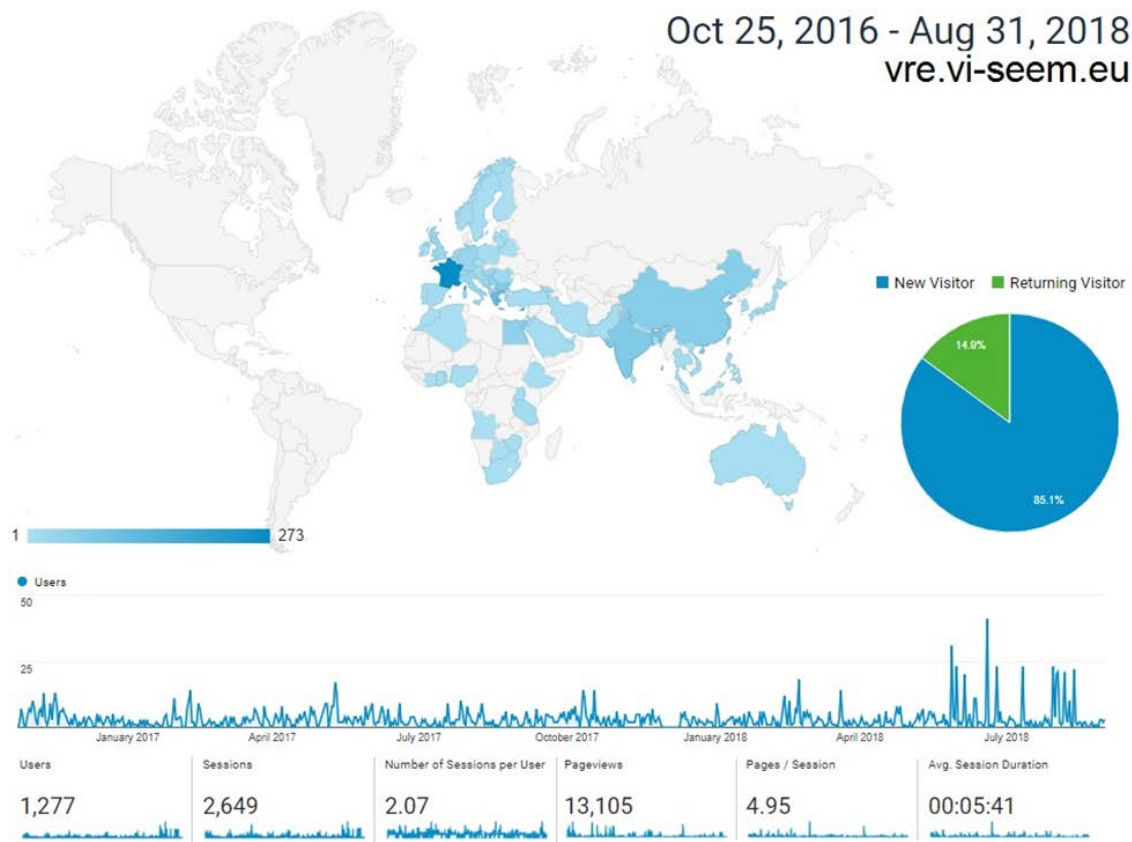 Oct 25, 2016 - Aug 31, 2018
vre.vi-seem.eu
New Visitor Returning Visitor
14.9%
85.1%
1 273
Users
50
25
January 2017 April 2017 July 2017 October 2017 January 2018 April 2018 July 2018
Users Sessions Number of Sessions per User Pageviews Pages / Session Avg. Session Duration
1,277 2,649 2.07 13,105 4.95 00:05:41